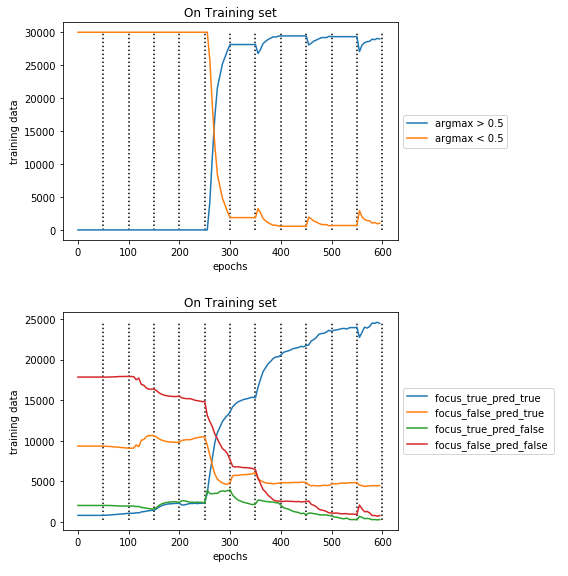 On Training set
30000
25000
20000
15000
10000
5000
0
training data
0 100 200 300 400 500 600
epochs
argmax > 0.5
argmax < 0.5
On Training set
25000
20000
15000
10000
5000
0
training data
0 100 200 300 400 500 600
epochs
focus_true_pred_true
focus_false_pred_true
focus_true_pred_false
focus_false_pred_false